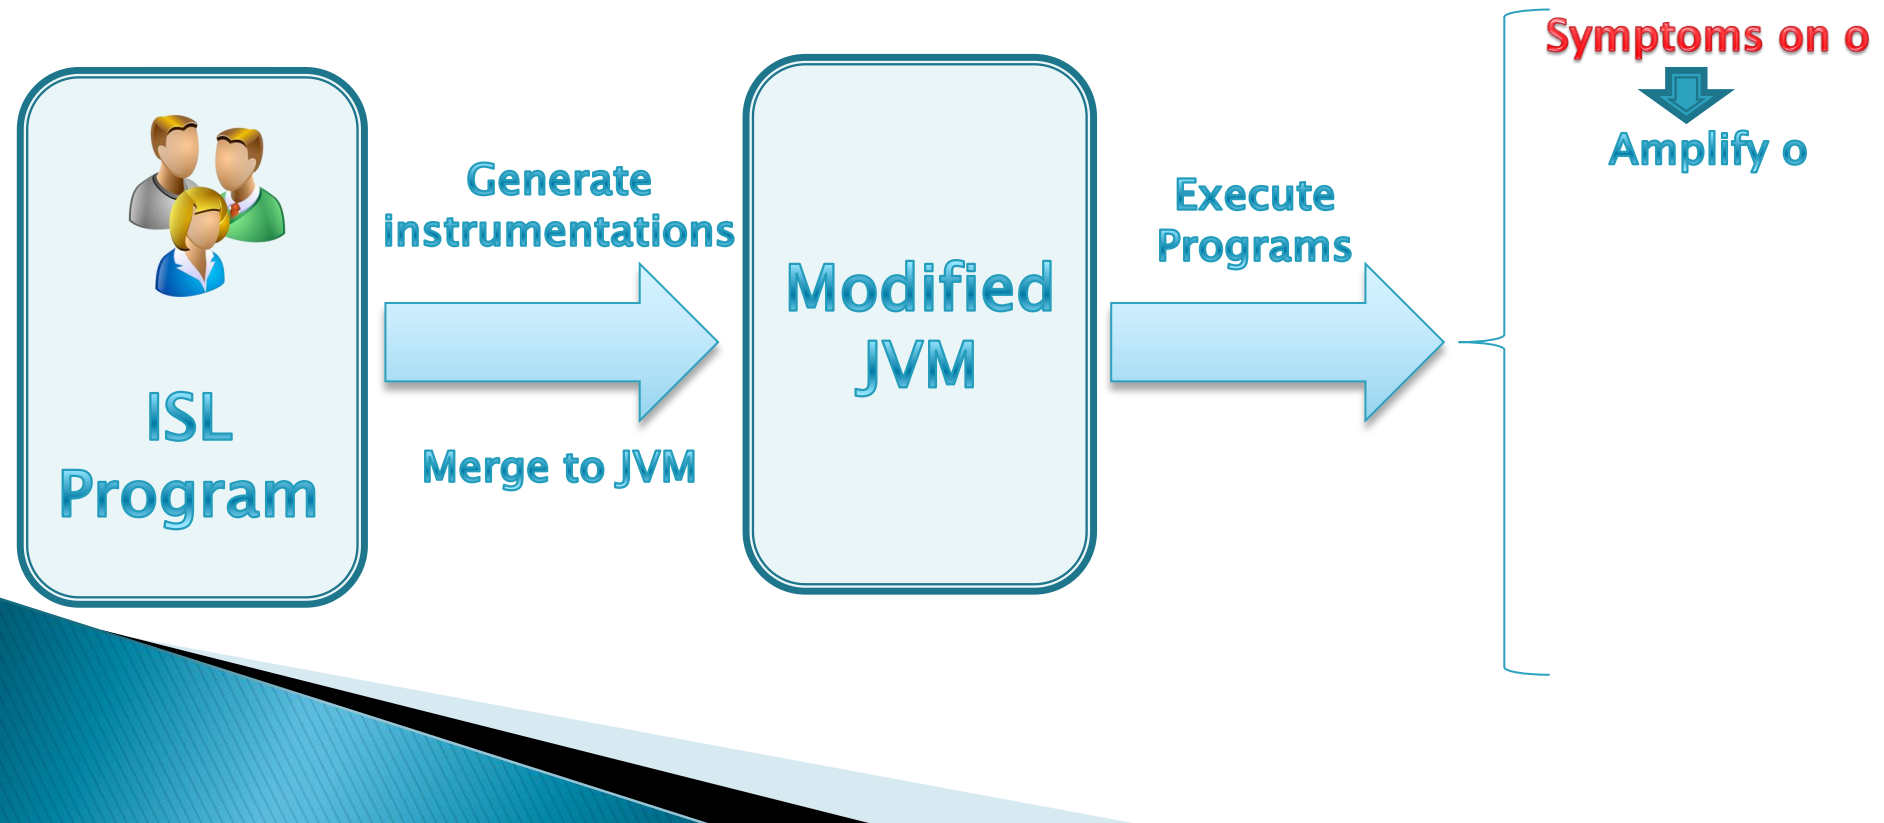 ISL
Program
Generate
instrumentations
Merge to JVM
Modified
JVM
Execute
Programs
Symptoms on o
Amplify o